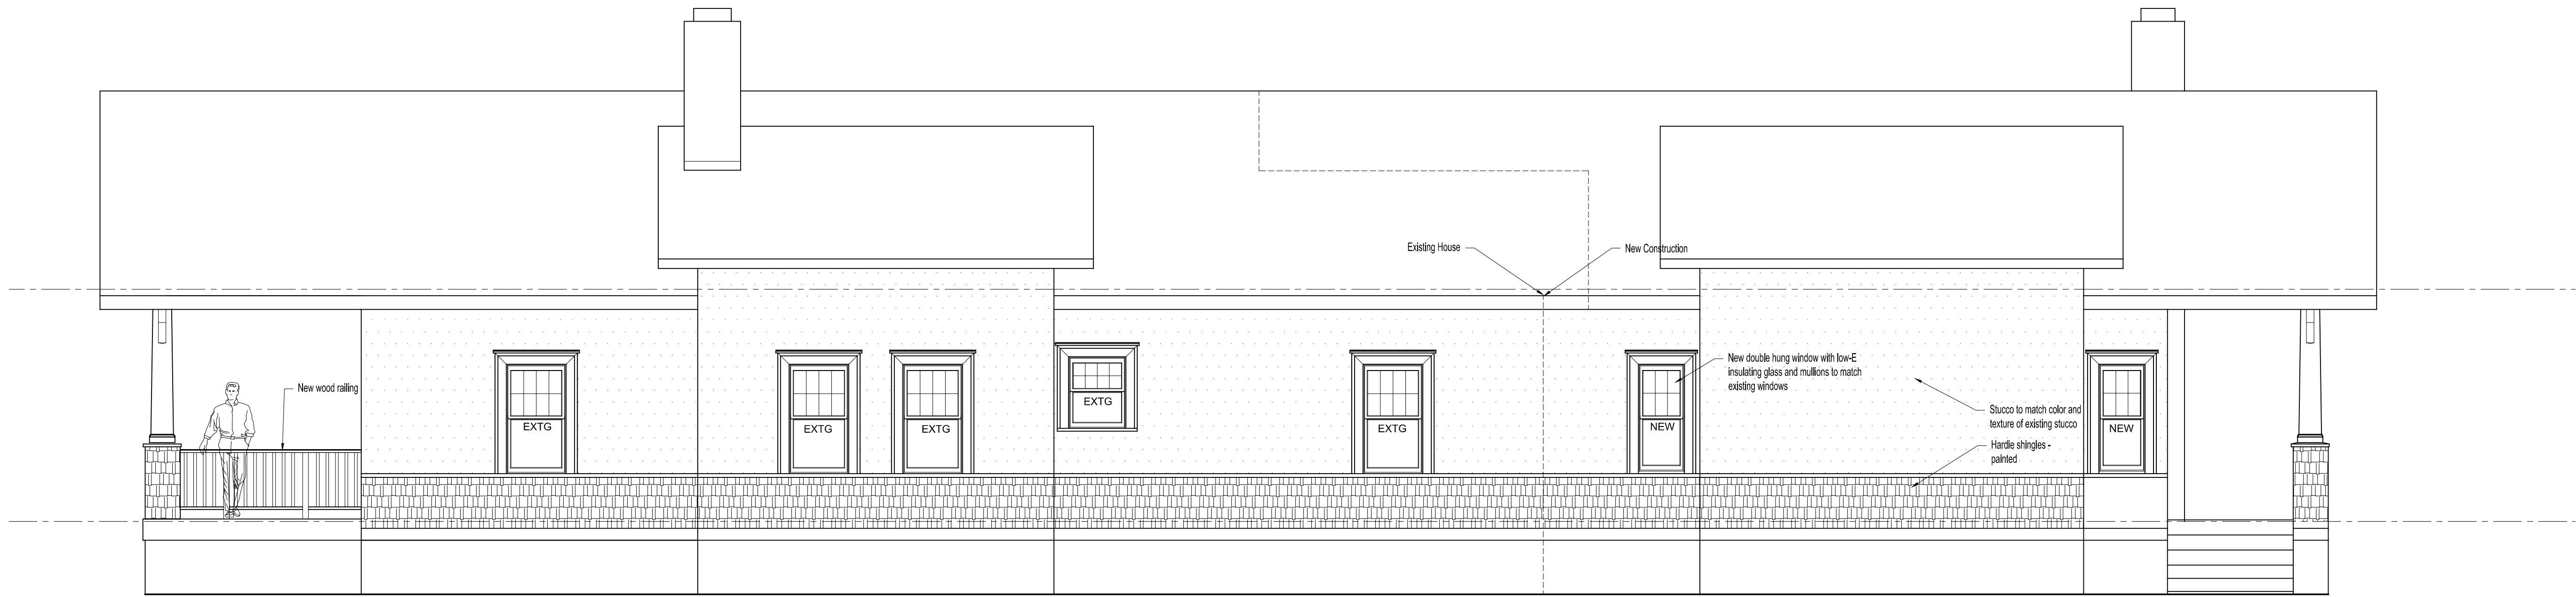 Existing House
New Construction
New wood railing
New double hung window with low-E
insulating glass and mullions to match
existing windows
Stucco to match color and
texture of existing stucco
Hardie shingles -
painted
EXTG
EXTG
EXTG
EXTG
EXTG
NEW
NEW